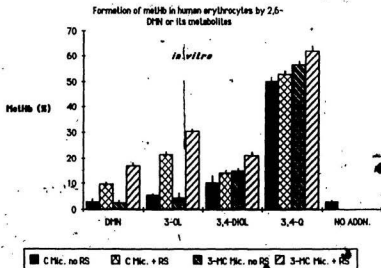 Formation of metHb in human erythrocytes by 2,6-
DMN or its metabolites
in vitro
MetHb (%)
70
60
50
40
30
20
10
0
DMN 3-OL 3,4-DIOL 3,4-Q NO ADDN.
C Mic. no RS C Mic. + RS 3-MC Mic. no RS 3-MC Mic. + RS